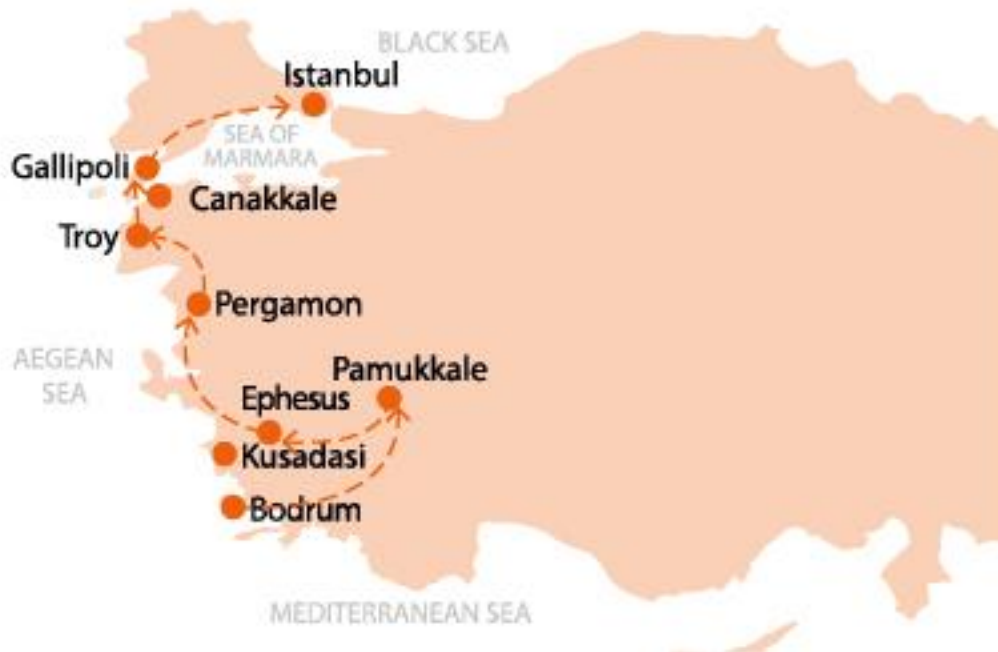 BLACK SEA
Istanbul
SEA OF
MARMARA
Gallipoli
Canakkale
Troy
Pergamon
AEGEAN
SEA
Pamukkale
Ephesus
Kusadasi
Bodrum
MEDITERRANEAN SEA